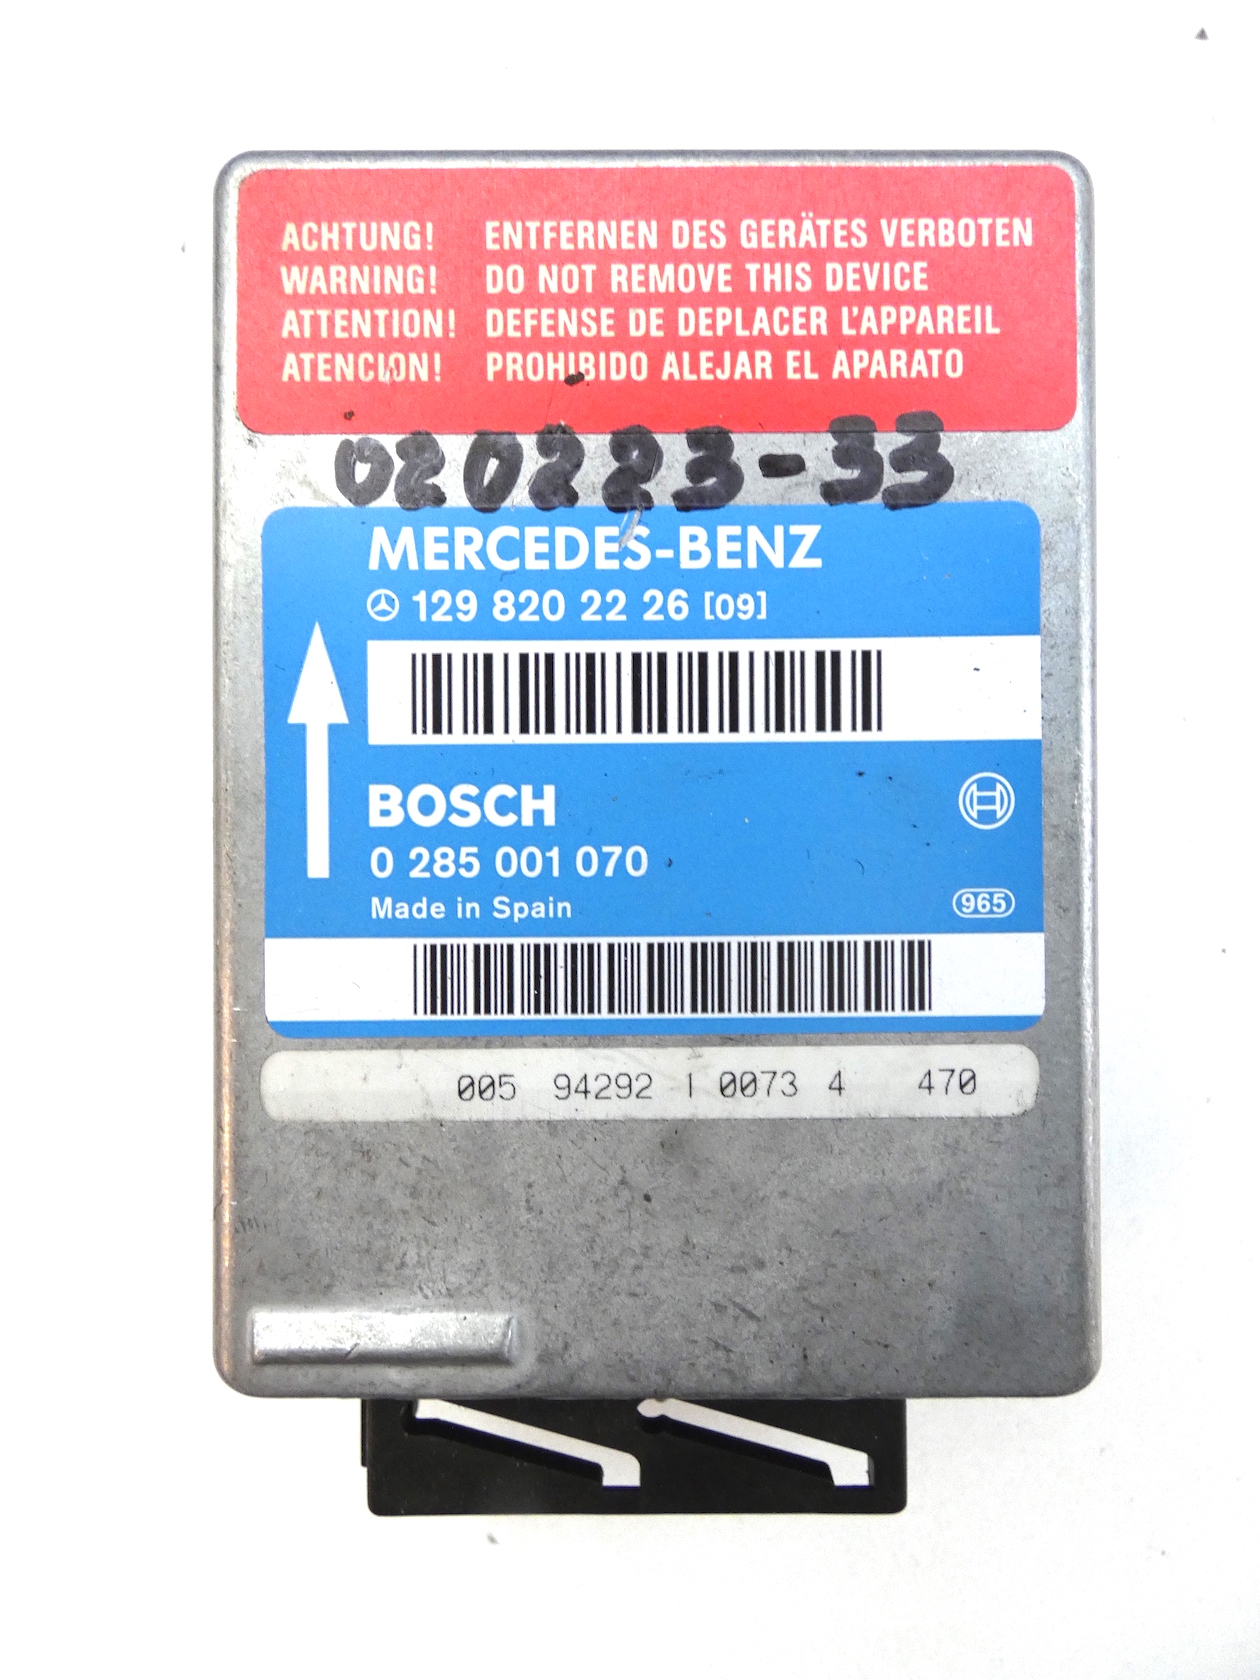 ACHTUNG! ENTFERNEN DES GERÄTES VERBOTEN
WARNING! DO NOT REMOVE THIS DEVICE
ATTENTION! DEFENSE DE DEPLACER L'APPAREIL
ATENCION! PROHIBIDO ALEJAR EL APARATO
020223-33
MERCEDES-BENZ
129 820 22 26 [09]
BOSCH
0 285 001 070
Made in Spain
965
005 94292 1 0073 4 470